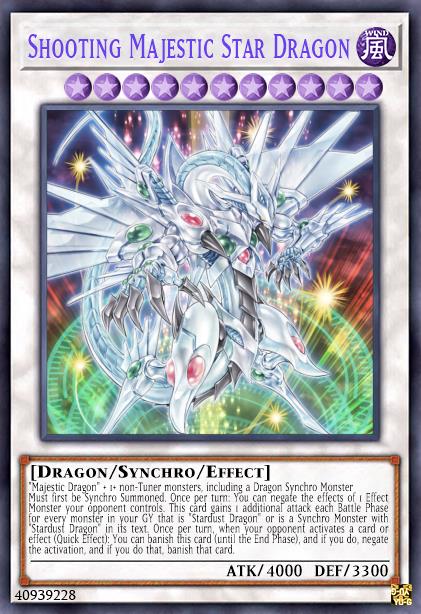 SHOOTING MAJESTIC STAR DRAGON
WIND
風
[DRAGON/SYNCHRO/EFFECT]
"Majestic Dragon" + 1+ non-Tuner monsters, including a Dragon Synchro Monster
Must first be Synchro Summoned. Once per turn: You can negate the effects of 1 Effect
Monster your opponent controls. This card gains 1 additional attack each Battle Phase
for every monster in your GY that is "Stardust Dragon" or is a Synchro Monster with
"Stardust Dragon" in its text. Once per turn, when your opponent activates a card or
effect (Quick Effect): You can banish this card (until the End Phase), and if you do, negate
the activation, and if you do that, banish that card.
ATK/4000 DEF/3300
40939228